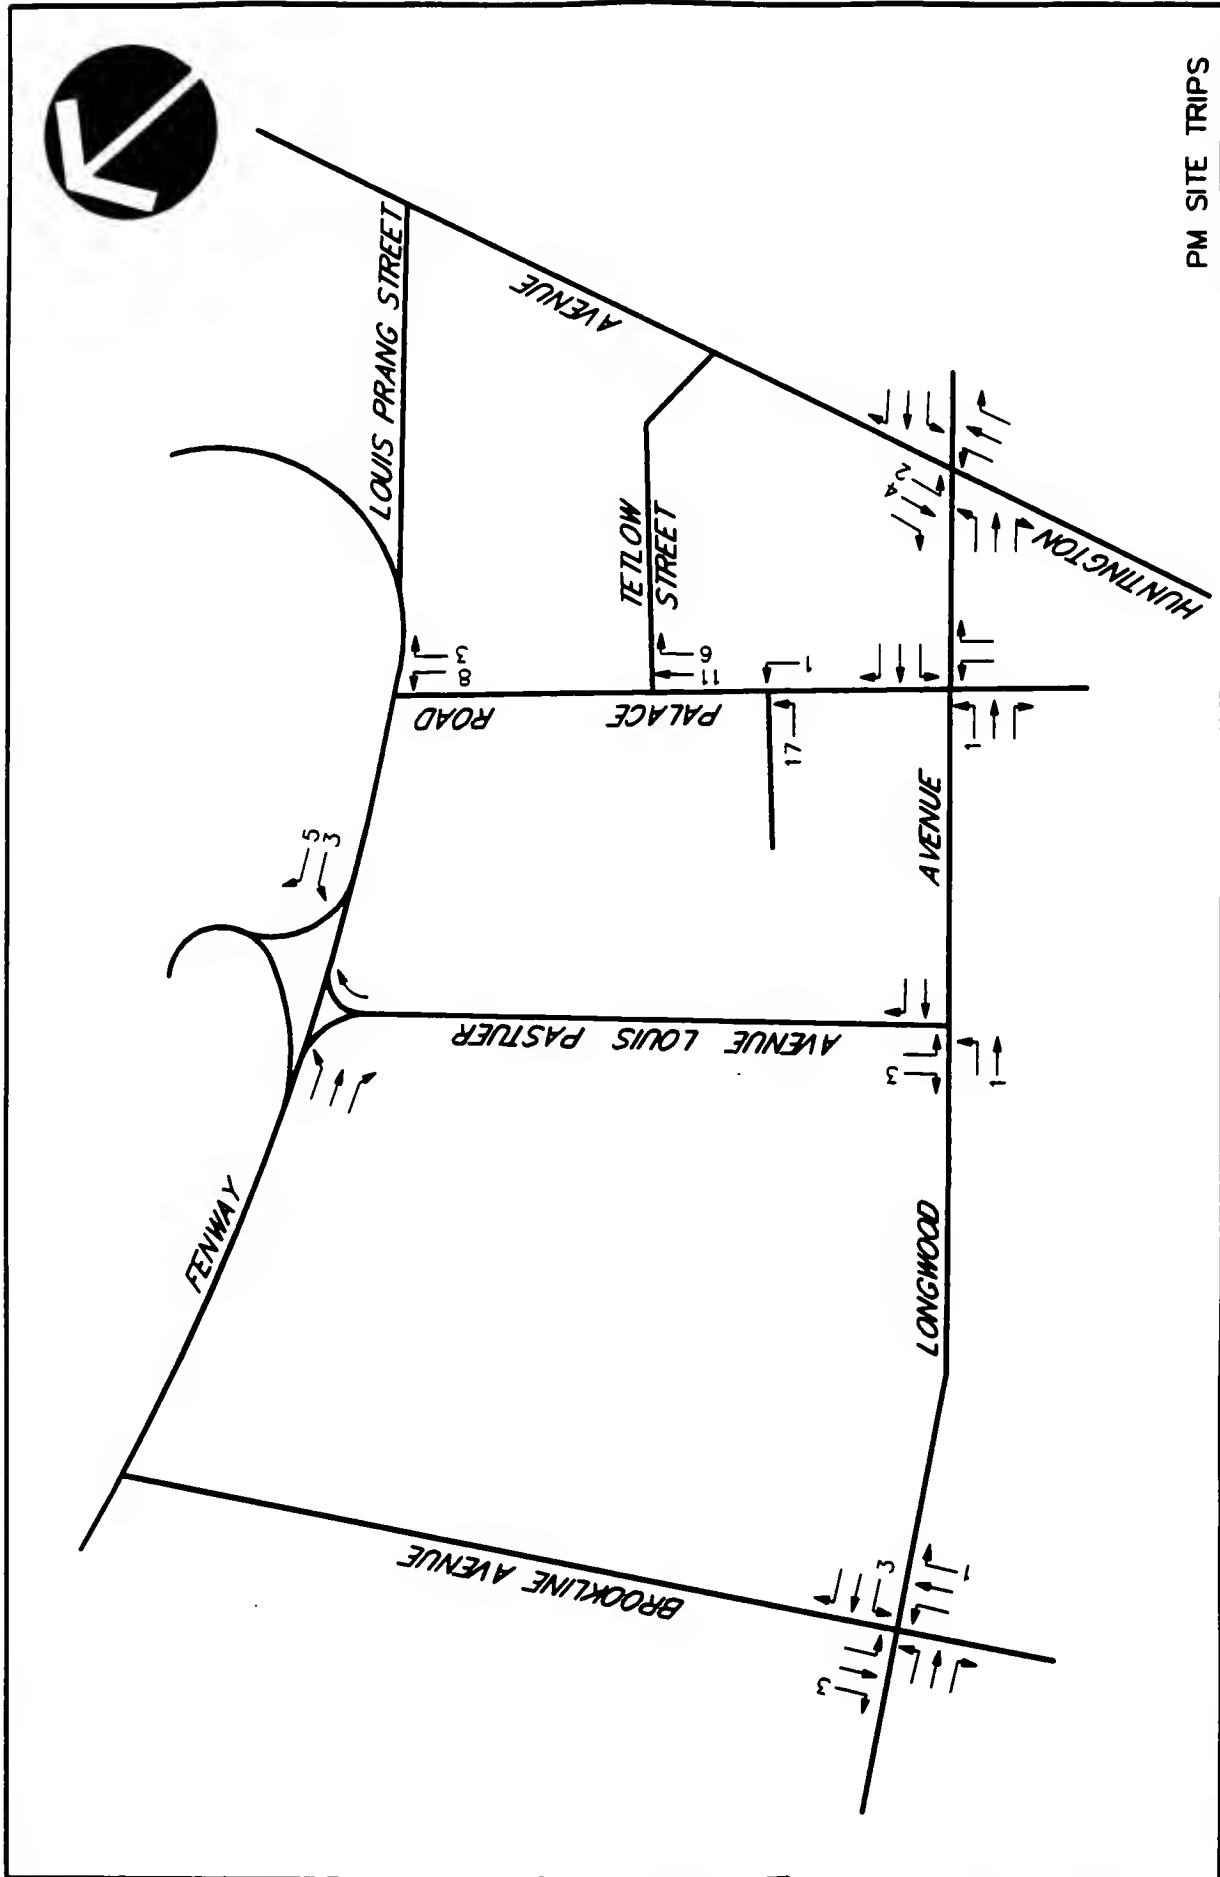 PM SITE TRIPS
LOUIS PRANG STREET
AVENUE
HUNTINGTON
TETLOW
STREET
2
4
3
8
6
11
1
17
1
PALACE
ROAD
5
3
AVENUE
LONGWOOD
AVENUE LOUIS PASTUER
3
1
FENWAY
BROOKLINE AVENUE
3
1
3